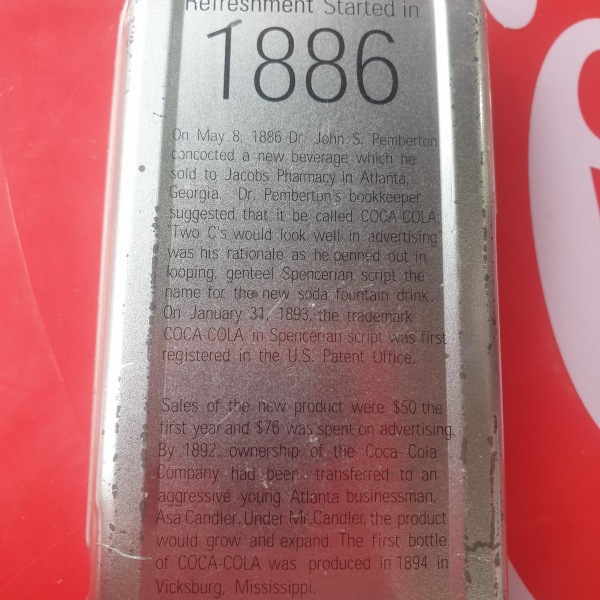 Refreshment Started in
1886
On May 8, 1886 Dr. John S. Pemberton
concocted a new beverage which he
sold to Jacobs Pharmacy in Atlanta,
Georgia. Dr. Pemberton's bookkeeper
suggested that it be called COCA-COLA.
"Two C's would look well in advertising"
was his rationale as he penned out in
looping, genteel Spencerian script the
name for the new soda fountain drink.
On January 31, 1893, the trademark
COCA-COLA in Spencerian script was first
registered in the U.S. Patent Office.
Sales of the new product were $50 the
first year and $76 was spent on advertising.
By 1892, ownership of the Coca-Cola
Company had been transferred to an
aggressive young Atlanta businessman,
Asa Candler. Under Mr. Candler, the product
would grow and expand. The first bottle
of COCA-COLA was produced in 1894 in
Vicksburg, Mississippi.